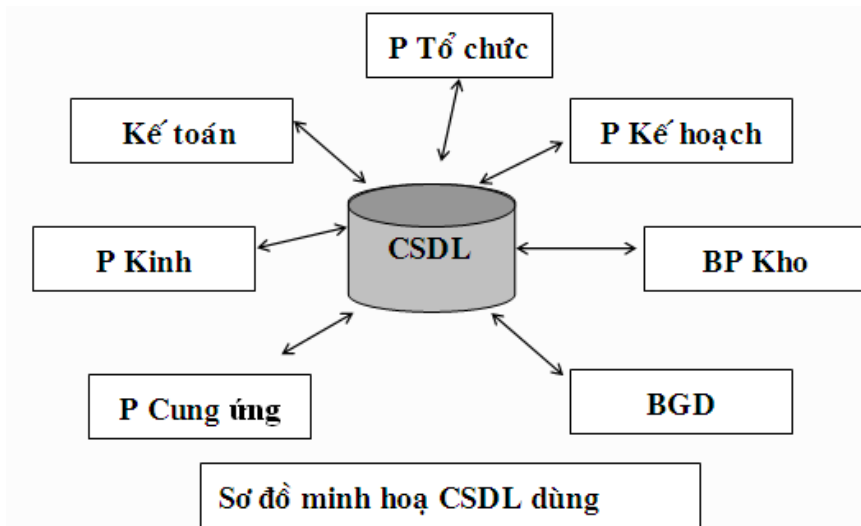 P Tổ chức
Kế toán
P Kế hoạch
P Kinh
CSDL
BP Kho
P Cung ứng
BGD
Sơ đồ minh hoạ CSDL dùng